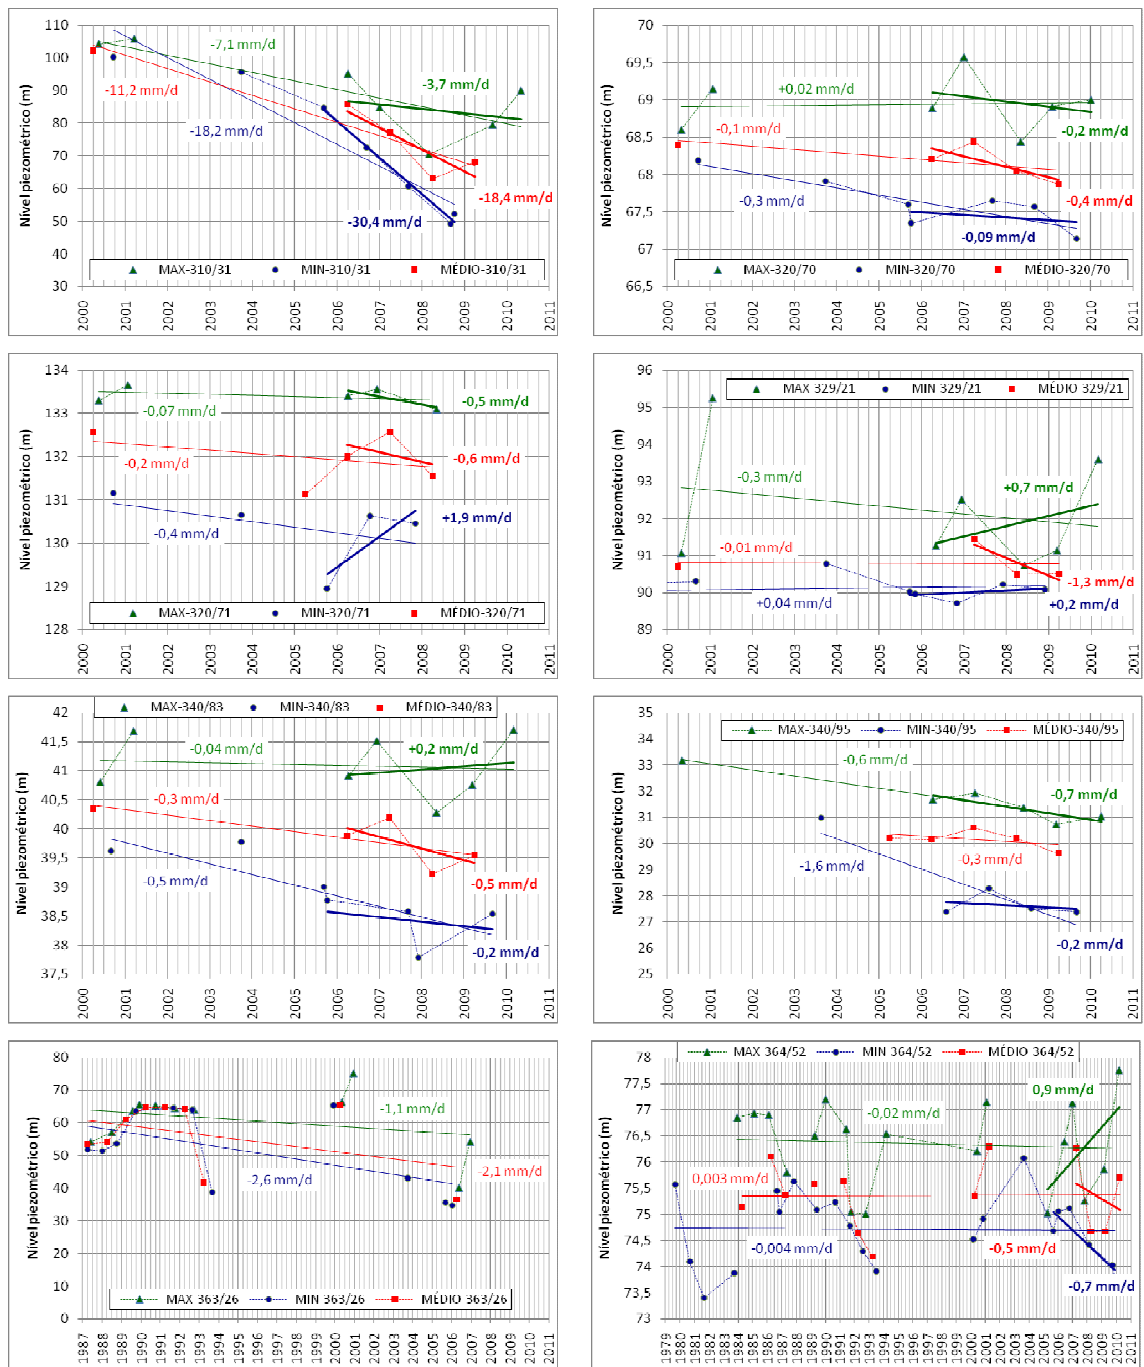 Nível piezométrico (m)
110
100
90
80
70
60
50
40
30
-7,1 mm/d
-3,7 mm/d
-11,2 mm/d
-18,2 mm/d
-18,4 mm/d
-30,4 mm/d
MAX-310/31 MIN-310/31 MÉDIO-310/31
2000 2001 2002 2003 2004 2005 2006 2007 2008 2009 2010 2011
Nível piezométrico (m)
70
69,5
69
68,5
68
67,5
67
66,5
+0,02 mm/d
-0,2 mm/d
-0,1 mm/d
-0,3 mm/d
-0,4 mm/d
-0,09 mm/d
MAX-320/70 MIN-320/70 MÉDIO-320/70
2000 2001 2002 2003 2004 2005 2006 2007 2008 2009 2010 2011
Nível piezométrico (m)
134
133
132
131
130
129
128
-0,07 mm/d
-0,5 mm/d
-0,2 mm/d
-0,6 mm/d
-0,4 mm/d
+1,9 mm/d
MAX-320/71 MIN-320/71 MÉDIO-320/71
2000 2001 2002 2003 2004 2005 2006 2007 2008 2009 2010 2011
Nível piezométrico (m)
96
95
94
93
92
91
90
89
MAX 329/21 MIN 329/21 MÉDIO 329/21
-0,3 mm/d
+0,7 mm/d
-0,01 mm/d
-1,3 mm/d
+0,04 mm/d
+0,2 mm/d
2000 2001 2002 2003 2004 2005 2006 2007 2008 2009 2010 2011
Nível piezométrico (m)
42
41,5
41
40,5
40
39,5
39
38,5
38
37,5
MAX-340/83 MIN-340/83 MÉDIO-340/83
-0,04 mm/d
+0,2 mm/d
-0,3 mm/d
-0,5 mm/d
-0,5 mm/d
-0,2 mm/d
2000 2001 2002 2003 2004 2005 2006 2007 2008 2009 2010 2011
Nível piezométrico (m)
35
33
31
30
27
26
25
MAX-340/95 MIN-340/95 MÉDIO-340/95
-0,6 mm/d
-0,7 mm/d
-1,6 mm/d
-0,3 mm/d
-0,2 mm/d
2000 2001 2002 2003 2004 2005 2006 2007 2008 2009 2010 2011
Nível piezométrico (m)
80
70
60
50
40
30
20
10
0
-1,1 mm/d
-2,6 mm/d
-2,1 mm/d
MAX 363/26 MIN 363/26 MÉDIO 363/26
1987 1988 1989 1990 1991 1992 1993 1994 1995 1996 1997 1998 1999 2000 2001 2002 2003 2004 2005 2006 2007 2008 2009 2010 2011
Nível piezométrico (m)
78
77,5
77
76,5
76
75,5
75
74,5
74
73,5
73
MAX 364/52 MIN 364/52 MÉDIO 364/52
0,9 mm/d
-0,02 mm/d
0,003 mm/d
-0,004 mm/d
-0,5 mm/d
-0,7 mm/d
1979 1980 1981 1982 1983 1984 1985 1986 1987 1988 1989 1990 1991 1992 1993 1994 1995 1996 1997 1998 1999 2000 2001 2002 2003 2004 2005 2006 2007 2008 2009 2010 2011